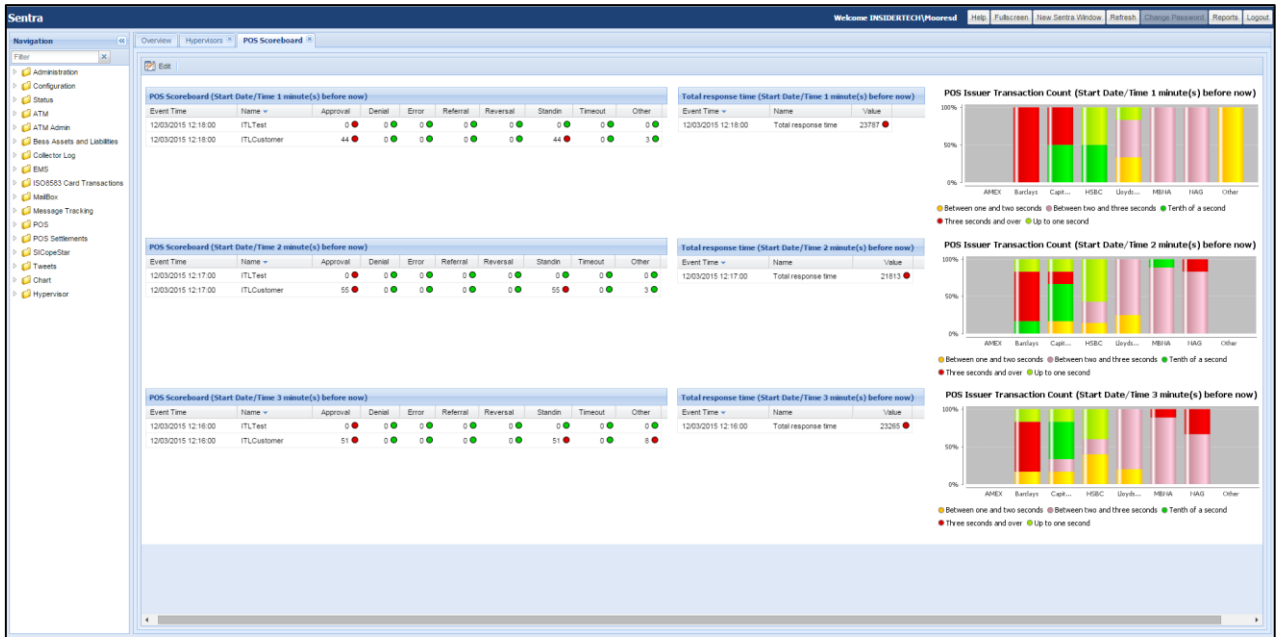 Sentra
Welcome INSIDERTECH\Mooresd
Help Fullscreen New Sentra Window Refresh Change Password Reports Logout
Navigation
Filter
Administration
Configuration
Status
ATM
ATM Admin
Bess Assets and Liabilities
Collector Log
EMS
ISO8583 Card Transactions
MailBox
Message Tracking
POS
POS Settlements
SICopeStar
Tweets
Chart
Hypervisor
Overview Hypervisors POS Scoreboard
Edit
POS Scoreboard (Start Date/Time 1 minute(s) before now)
Event Time Name Approval Denial Error Referral Reversal Standin Timeout Other
12/03/2015 12:18:00 ITLTest 0 0 0 0 0 0 0 0
12/03/2015 12:18:00 ITLCustomer 44 0 0 0 0 44 0 3
Total response time (Start Date/Time 1 minute(s) before now)
Event Time Name Value
12/03/2015 12:18:00 Total response time 23787
POS Issuer Transaction Count (Start Date/Time 1 minute(s) before now)
100%
50%
0%
AMEX Barclays Capit... HSBC Lloyds... MBNA NAG Other
Between one and two seconds Between two and three seconds Tenth of a second
Three seconds and over Up to one second
POS Scoreboard (Start Date/Time 2 minute(s) before now)
Event Time Name Approval Denial Error Referral Reversal Standin Timeout Other
12/03/2015 12:17:00 ITLTest 0 0 0 0 0 0 0 0
12/03/2015 12:17:00 ITLCustomer 55 0 0 0 0 55 0 3
Total response time (Start Date/Time 2 minute(s) before now)
Event Time Name Value
12/03/2015 12:17:00 Total response time 21813
POS Issuer Transaction Count (Start Date/Time 2 minute(s) before now)
100%
50%
0%
AMEX Barclays Capit... HSBC Lloyds... MBNA NAG Other
Between one and two seconds Between two and three seconds Tenth of a second
Three seconds and over Up to one second
POS Scoreboard (Start Date/Time 3 minute(s) before now)
Event Time Name Approval Denial Error Referral Reversal Standin Timeout Other
12/03/2015 12:16:00 ITLTest 0 0 0 0 0 0 0 0
12/03/2015 12:16:00 ITLCustomer 51 0 0 0 0 51 0 8
Total response time (Start Date/Time 3 minute(s) before now)
Event Time Name Value
12/03/2015 12:16:00 Total response time 23265
POS Issuer Transaction Count (Start Date/Time 3 minute(s) before now)
100%
50%
0%
AMEX Barclays Capit... HSBC Lloyds... MBNA NAG Other
Between one and two seconds Between two and three seconds Tenth of a second
Three seconds and over Up to one second